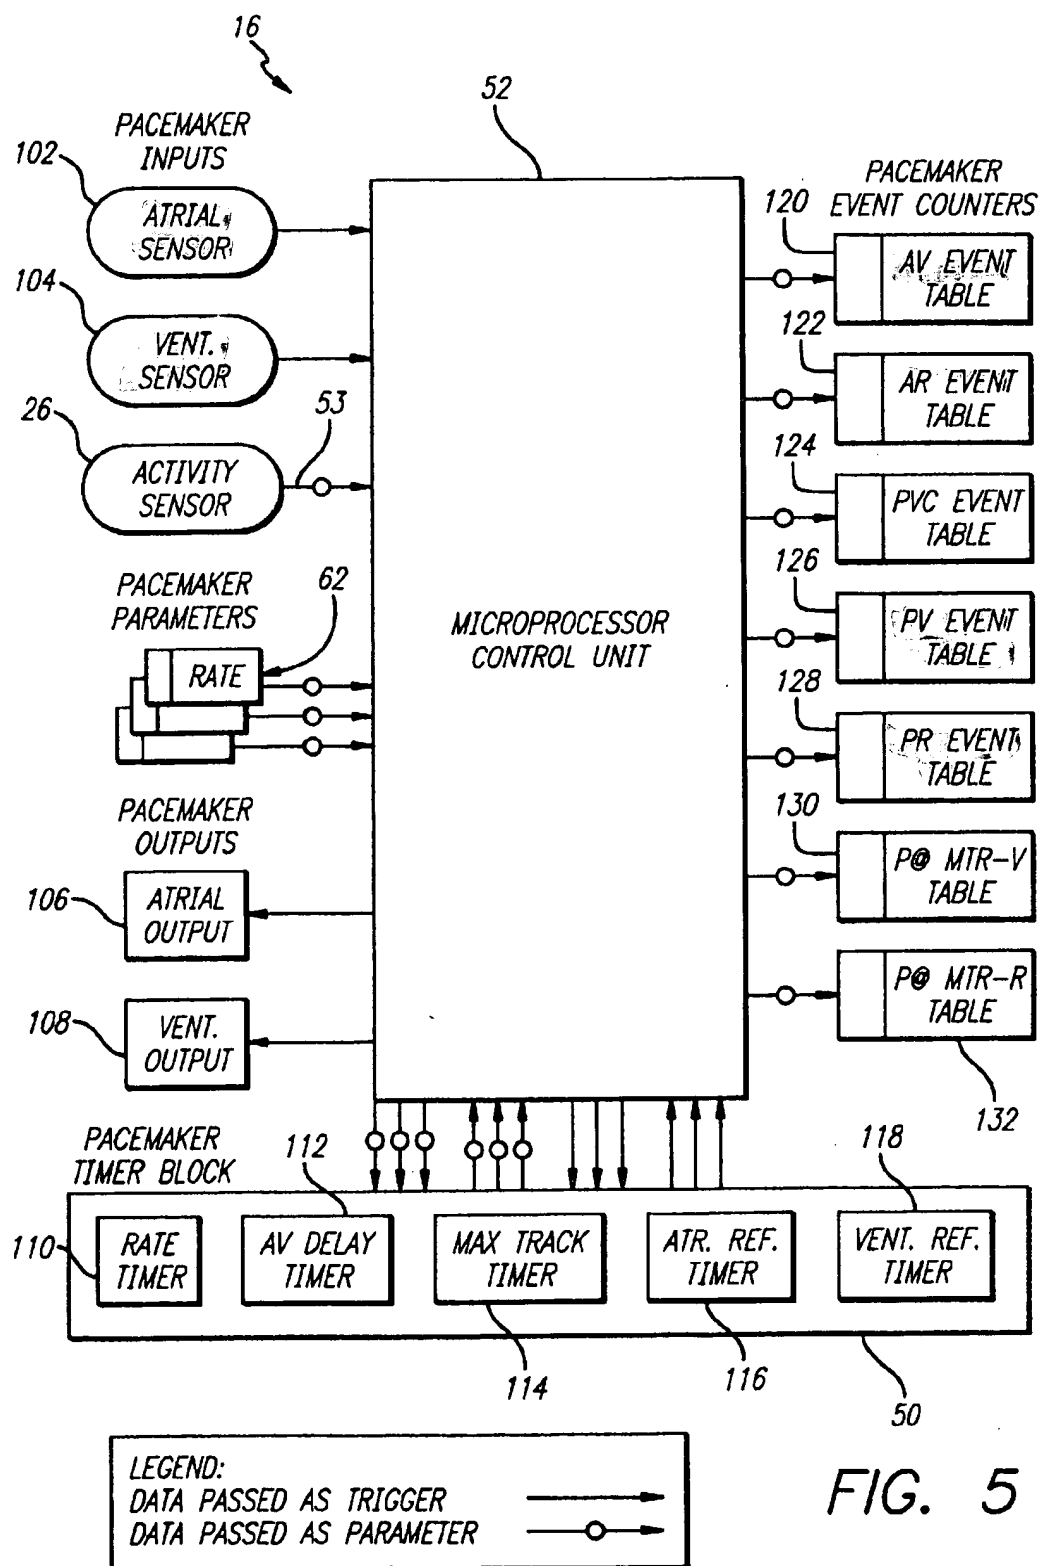 16
52
PACEMAKER
INPUTS
102
ATRIAL
SENSOR
104
VENT.
SENSOR
26
53
ACTIVITY
SENSOR
PACEMAKER
PARAMETERS
62
RATE
PACEMAKER
OUTPUTS
106
ATRIAL
OUTPUT
108
VENT.
OUTPUT
MICROPROCESSOR
CONTROL UNIT
PACEMAKER
EVENT COUNTERS
120
AV EVENT
TABLE
122
AR EVENT
TABLE
124
PVC EVENT
TABLE
126
PV EVENT
TABLE
128
PR EVENT
TABLE
130
P@ MTR-V
TABLE
P@ MTR-R
TABLE
132
PACEMAKER
TIMER BLOCK
112
118
110
RATE
TIMER
AV DELAY
TIMER
MAX TRACK
TIMER
ATR. REF.
TIMER
VENT. REF.
TIMER
114
116
50
LEGEND:
DATA PASSED AS TRIGGER
DATA PASSED AS PARAMETER
FIG. 5